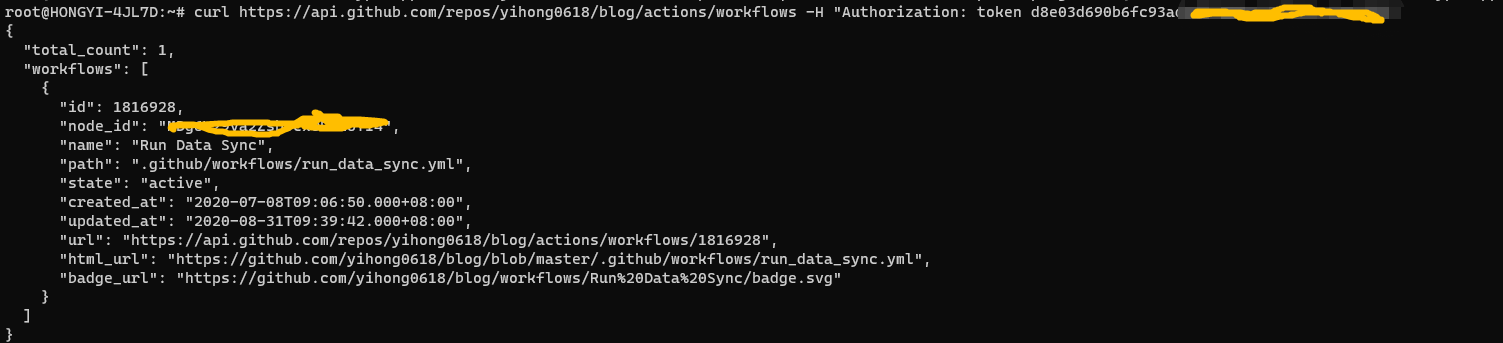 root@HONGYI-4JL7D:~# curl https://api.github.com/repos/yihong0618/blog/actions/workflows -H "Authorization: token d8e03d690b6fc93a
{
"total_count": 1,
"workflows": [
{
"id": 1816928,
"node_id": "
"name": "Run Data Sync",
"path": ".github/workflows/run_data_sync.yml",
"state": "active",
"created_at": "2020-07-08T09:06:50.000+08:00",
"updated_at": "2020-08-31T09:39:42.000+08:00",
"url": "https://api.github.com/repos/yihong0618/blog/actions/workflows/1816928",
"html_url": "https://github.com/yihong0618/blog/blob/master/.github/workflows/run_data_sync.yml",
"badge_url": "https://github.com/yihong0618/blog/workflows/Run%20Data%20Sync/badge.svg"
}
]
}